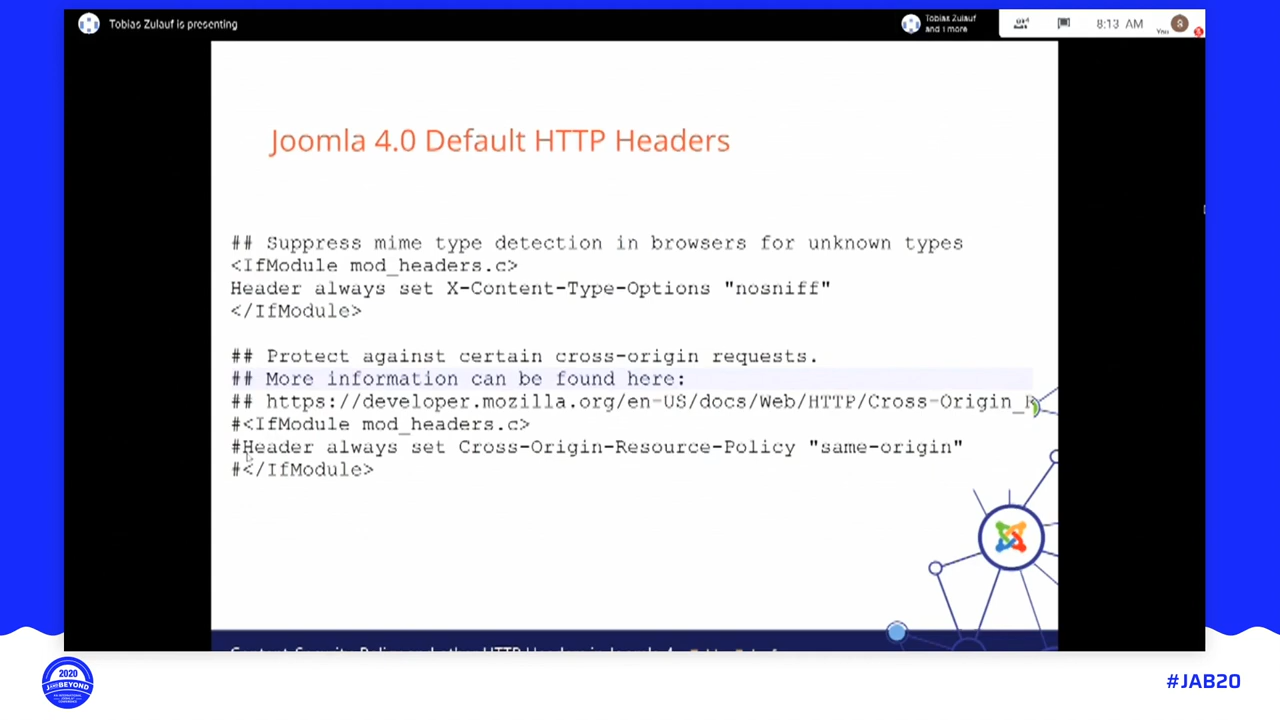 Tobias Zulauf is presenting
Tobias Zulauf
and 1 more
8:13 AM
You
S
Joomla 4.0 Default HTTP Headers
## Suppress mime type detection in browsers for unknown types
<IfModule mod_headers.c>
Header always set X-Content-Type-Options "nosniff"
</IfModule>
## Protect against certain cross-origin requests.
## More information can be found here:
## https://developer.mozilla.org/en-US/docs/Web/HTTP/Cross-Origin_R
#<IfModule mod_headers.c>
#Header always set Cross-Origin-Resource-Policy "same-origin"
#</IfModule>
2020
BEYOND
#JAB20